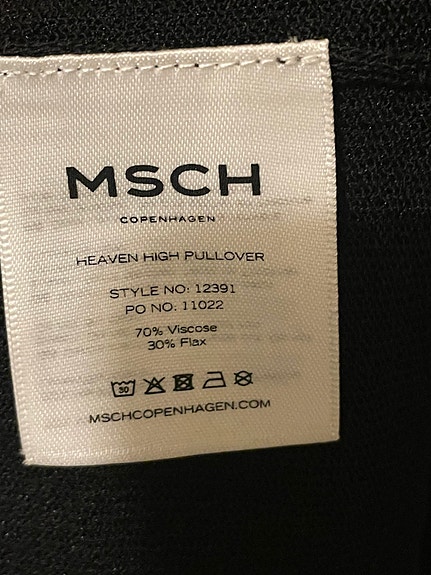 MSCH
COPENHAGEN
HEAVEN HIGH PULLOVER
STYLE NO: 12391
PO NO: 11022
70% Viscose
30% Flax
30
MSCHCOPENHAGEN.COM